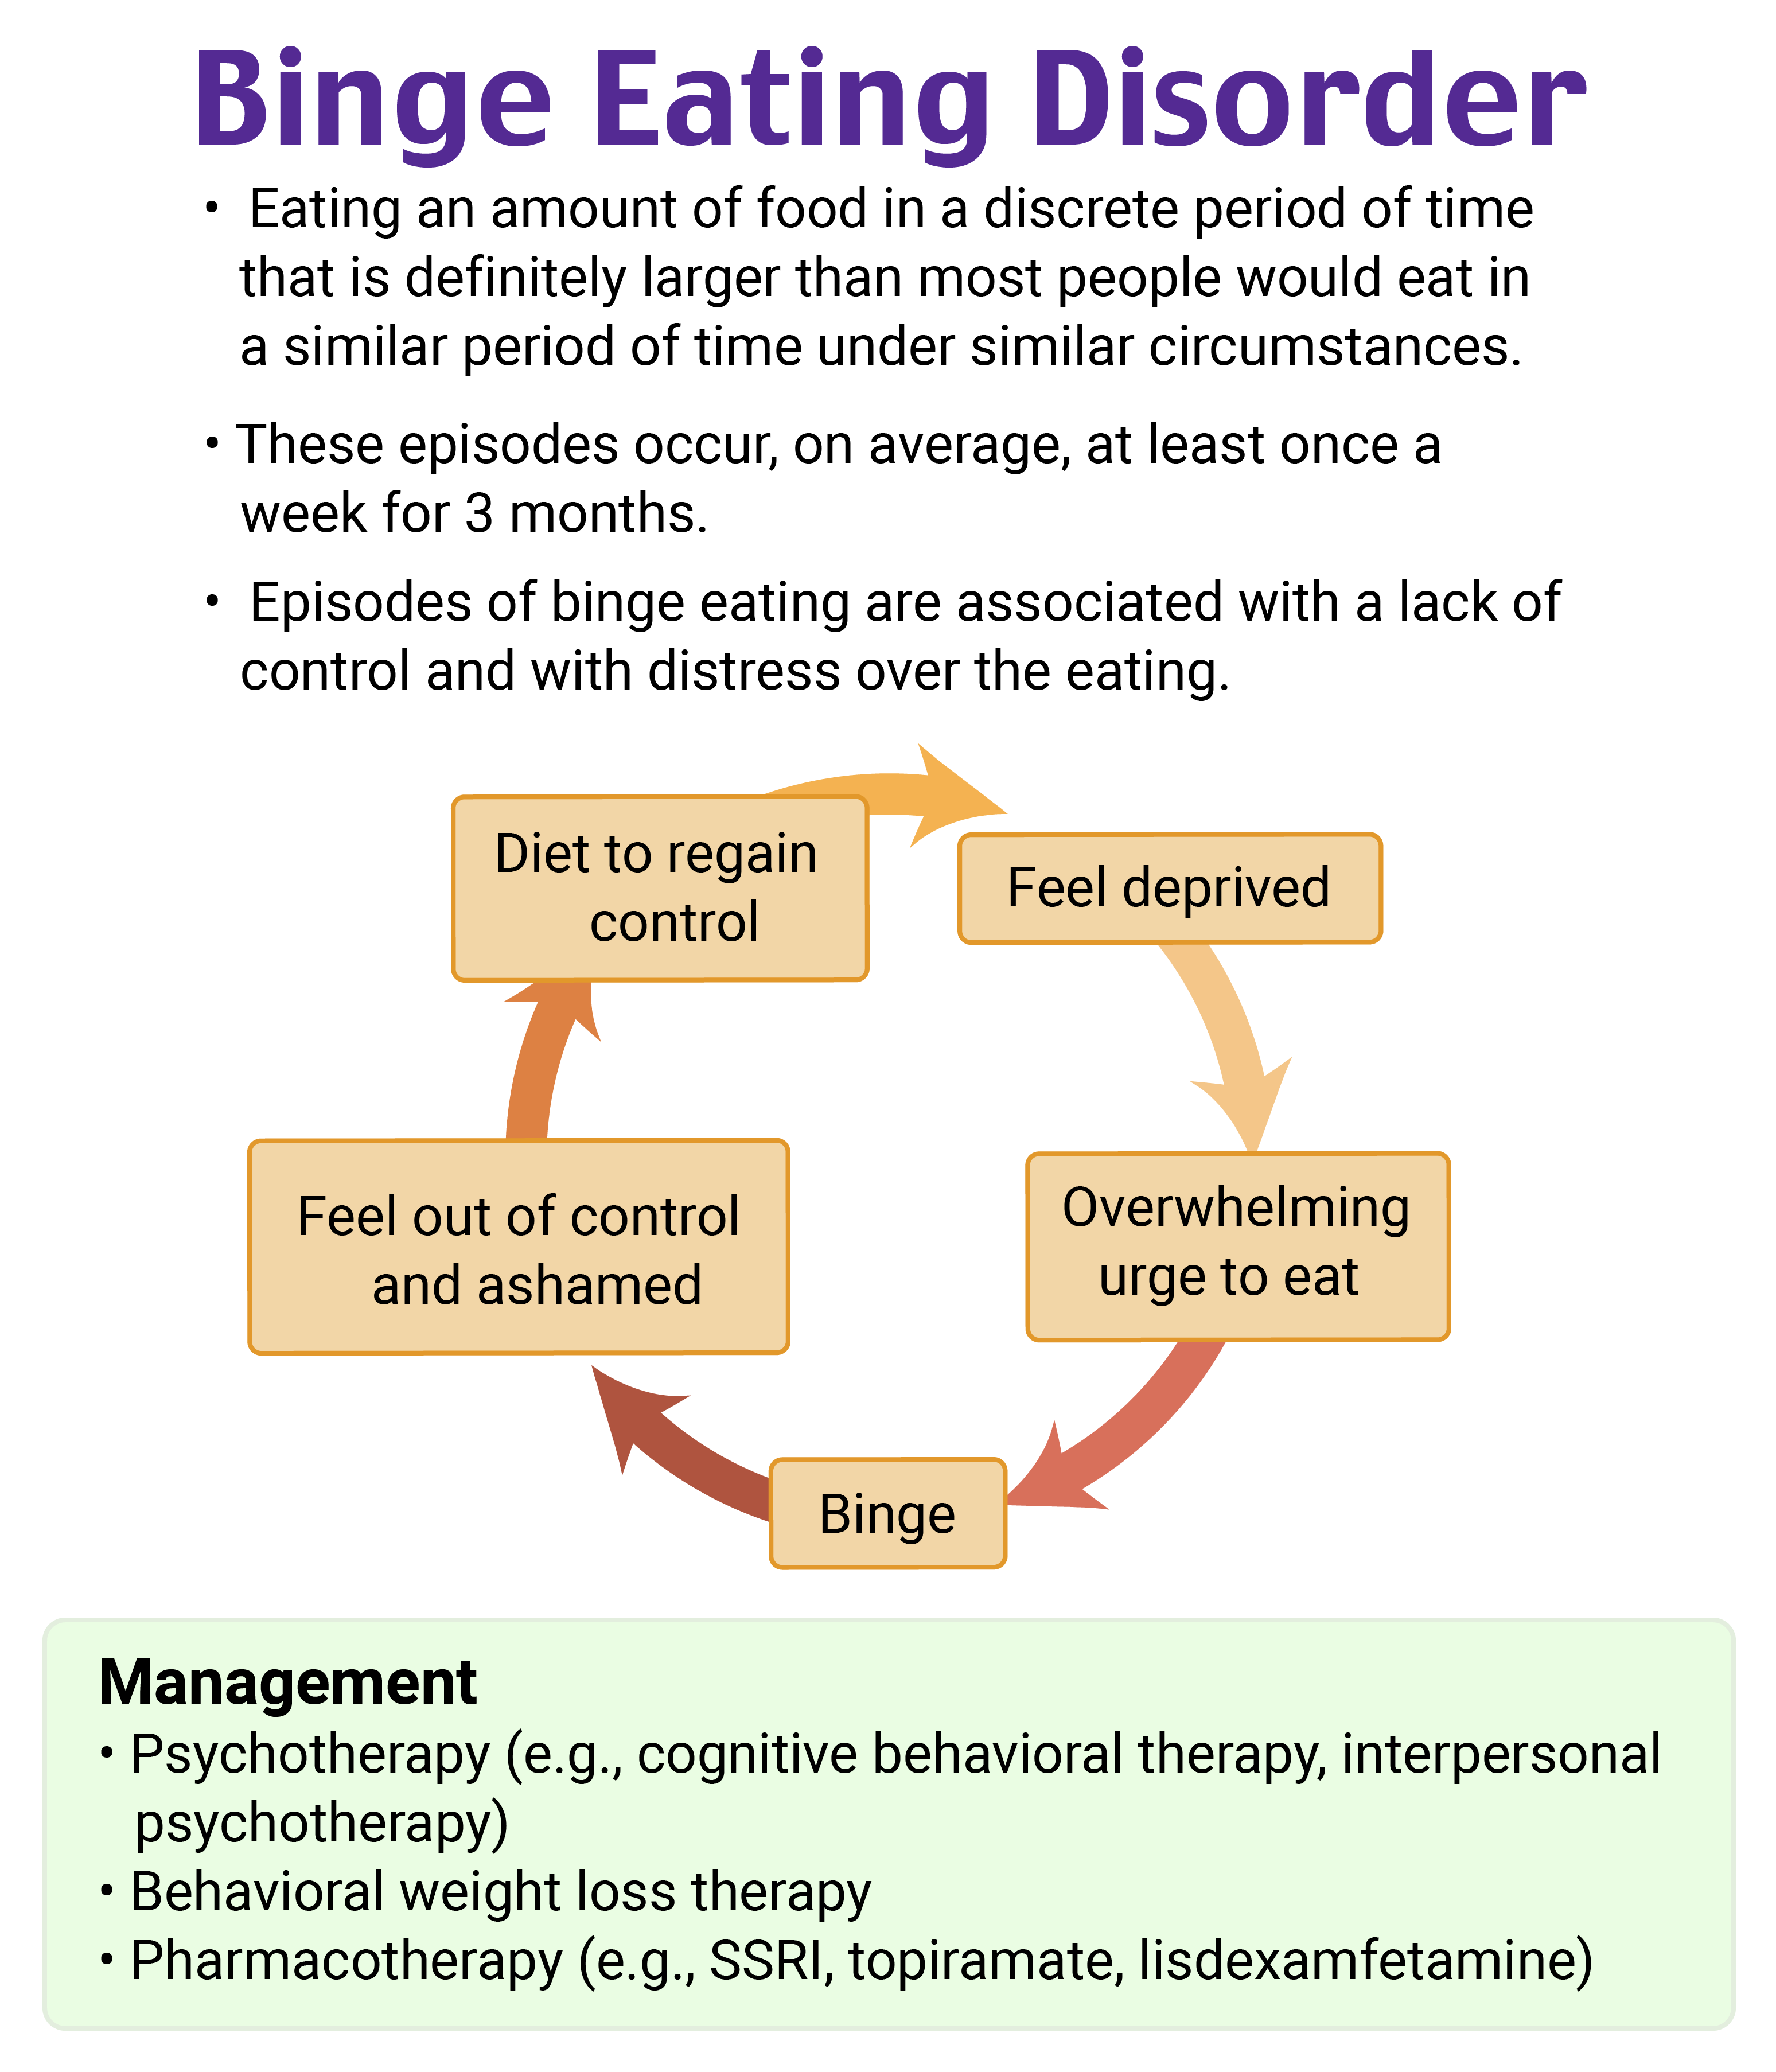 Binge Eating Disorder
• Eating an amount of food in a discrete period of time
that is definitely larger than most people would eat in
a similar period of time under similar circumstances.
• These episodes occur, on average, at least once a
week for 3 months.
• Episodes of binge eating are associated with a lack of
control and with distress over the eating.
Diet to regain
control
Feel deprived
Overwhelming
urge to eat
Binge
Feel out of control
and ashamed
Management
• Psychotherapy (e.g., cognitive behavioral therapy, interpersonal
psychotherapy)
• Behavioral weight loss therapy
• Pharmacotherapy (e.g., SSRI, topiramate, lisdexamfetamine)